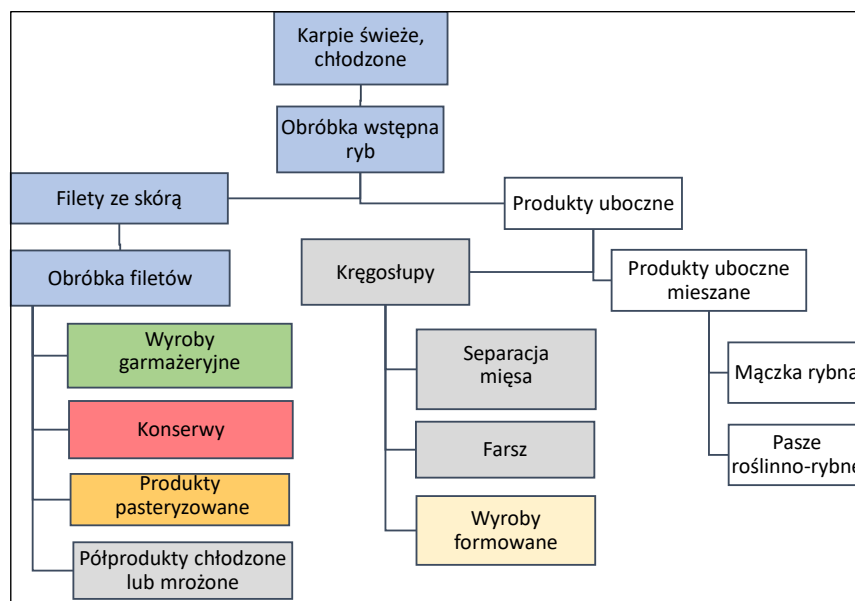 Karpie świeże,
chłodzone
Obróbka wstępna
ryb
Filety ze skórą
Produkty uboczne
Obróbka filetów
Kręgosłupy
Produkty uboczne
mieszane
Wyroby
garmażeryjne
Separacja
mięsa
Mączka rybna
Konserwy
Farsz
Pasze
roślinno-rybne
Produkty
pasteryzowane
Wyroby
formowane
Półprodukty chłodzone
lub mrożone